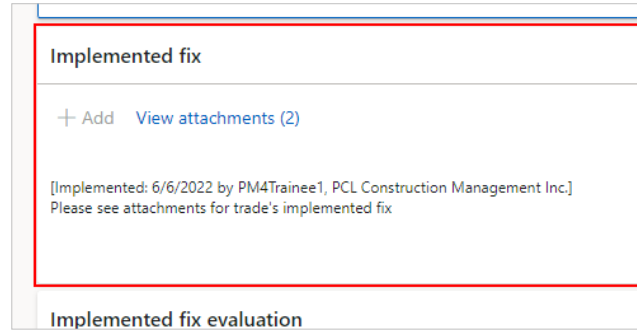 Implemented fix
+ Add View attachments (2)
[Implemented: 6/6/2022 by PM4Trainee1, PCL Construction Management Inc.]
Please see attachments for trade's implemented fix
Implemented fix evaluation